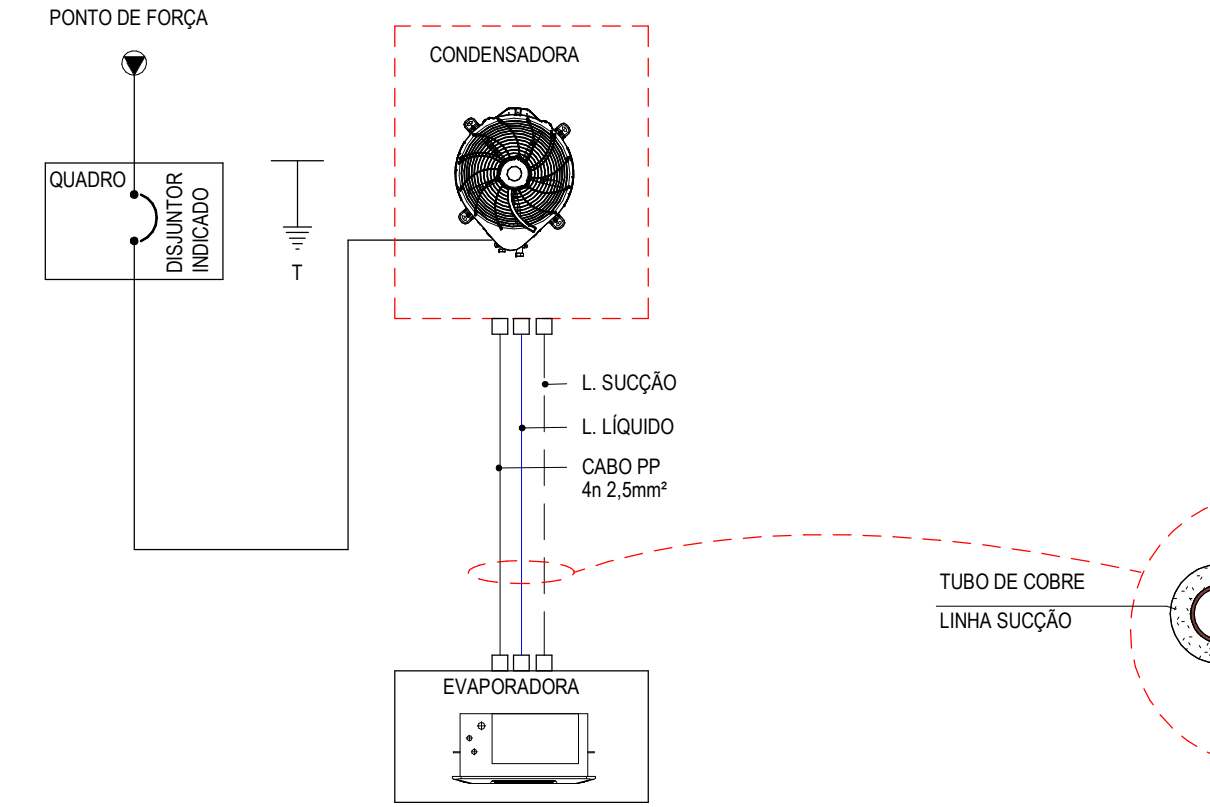 PONTO DE FORÇA
CONDENSADORA
QUADRO
DISJUNTOR
INDICADO
T
L. SUCÇÃO
L. LÍQUIDO
CABO PP
4n 2,5mm²
TUBO DE COBRE
LINHA SUCÇÃO
EVAPORADORA